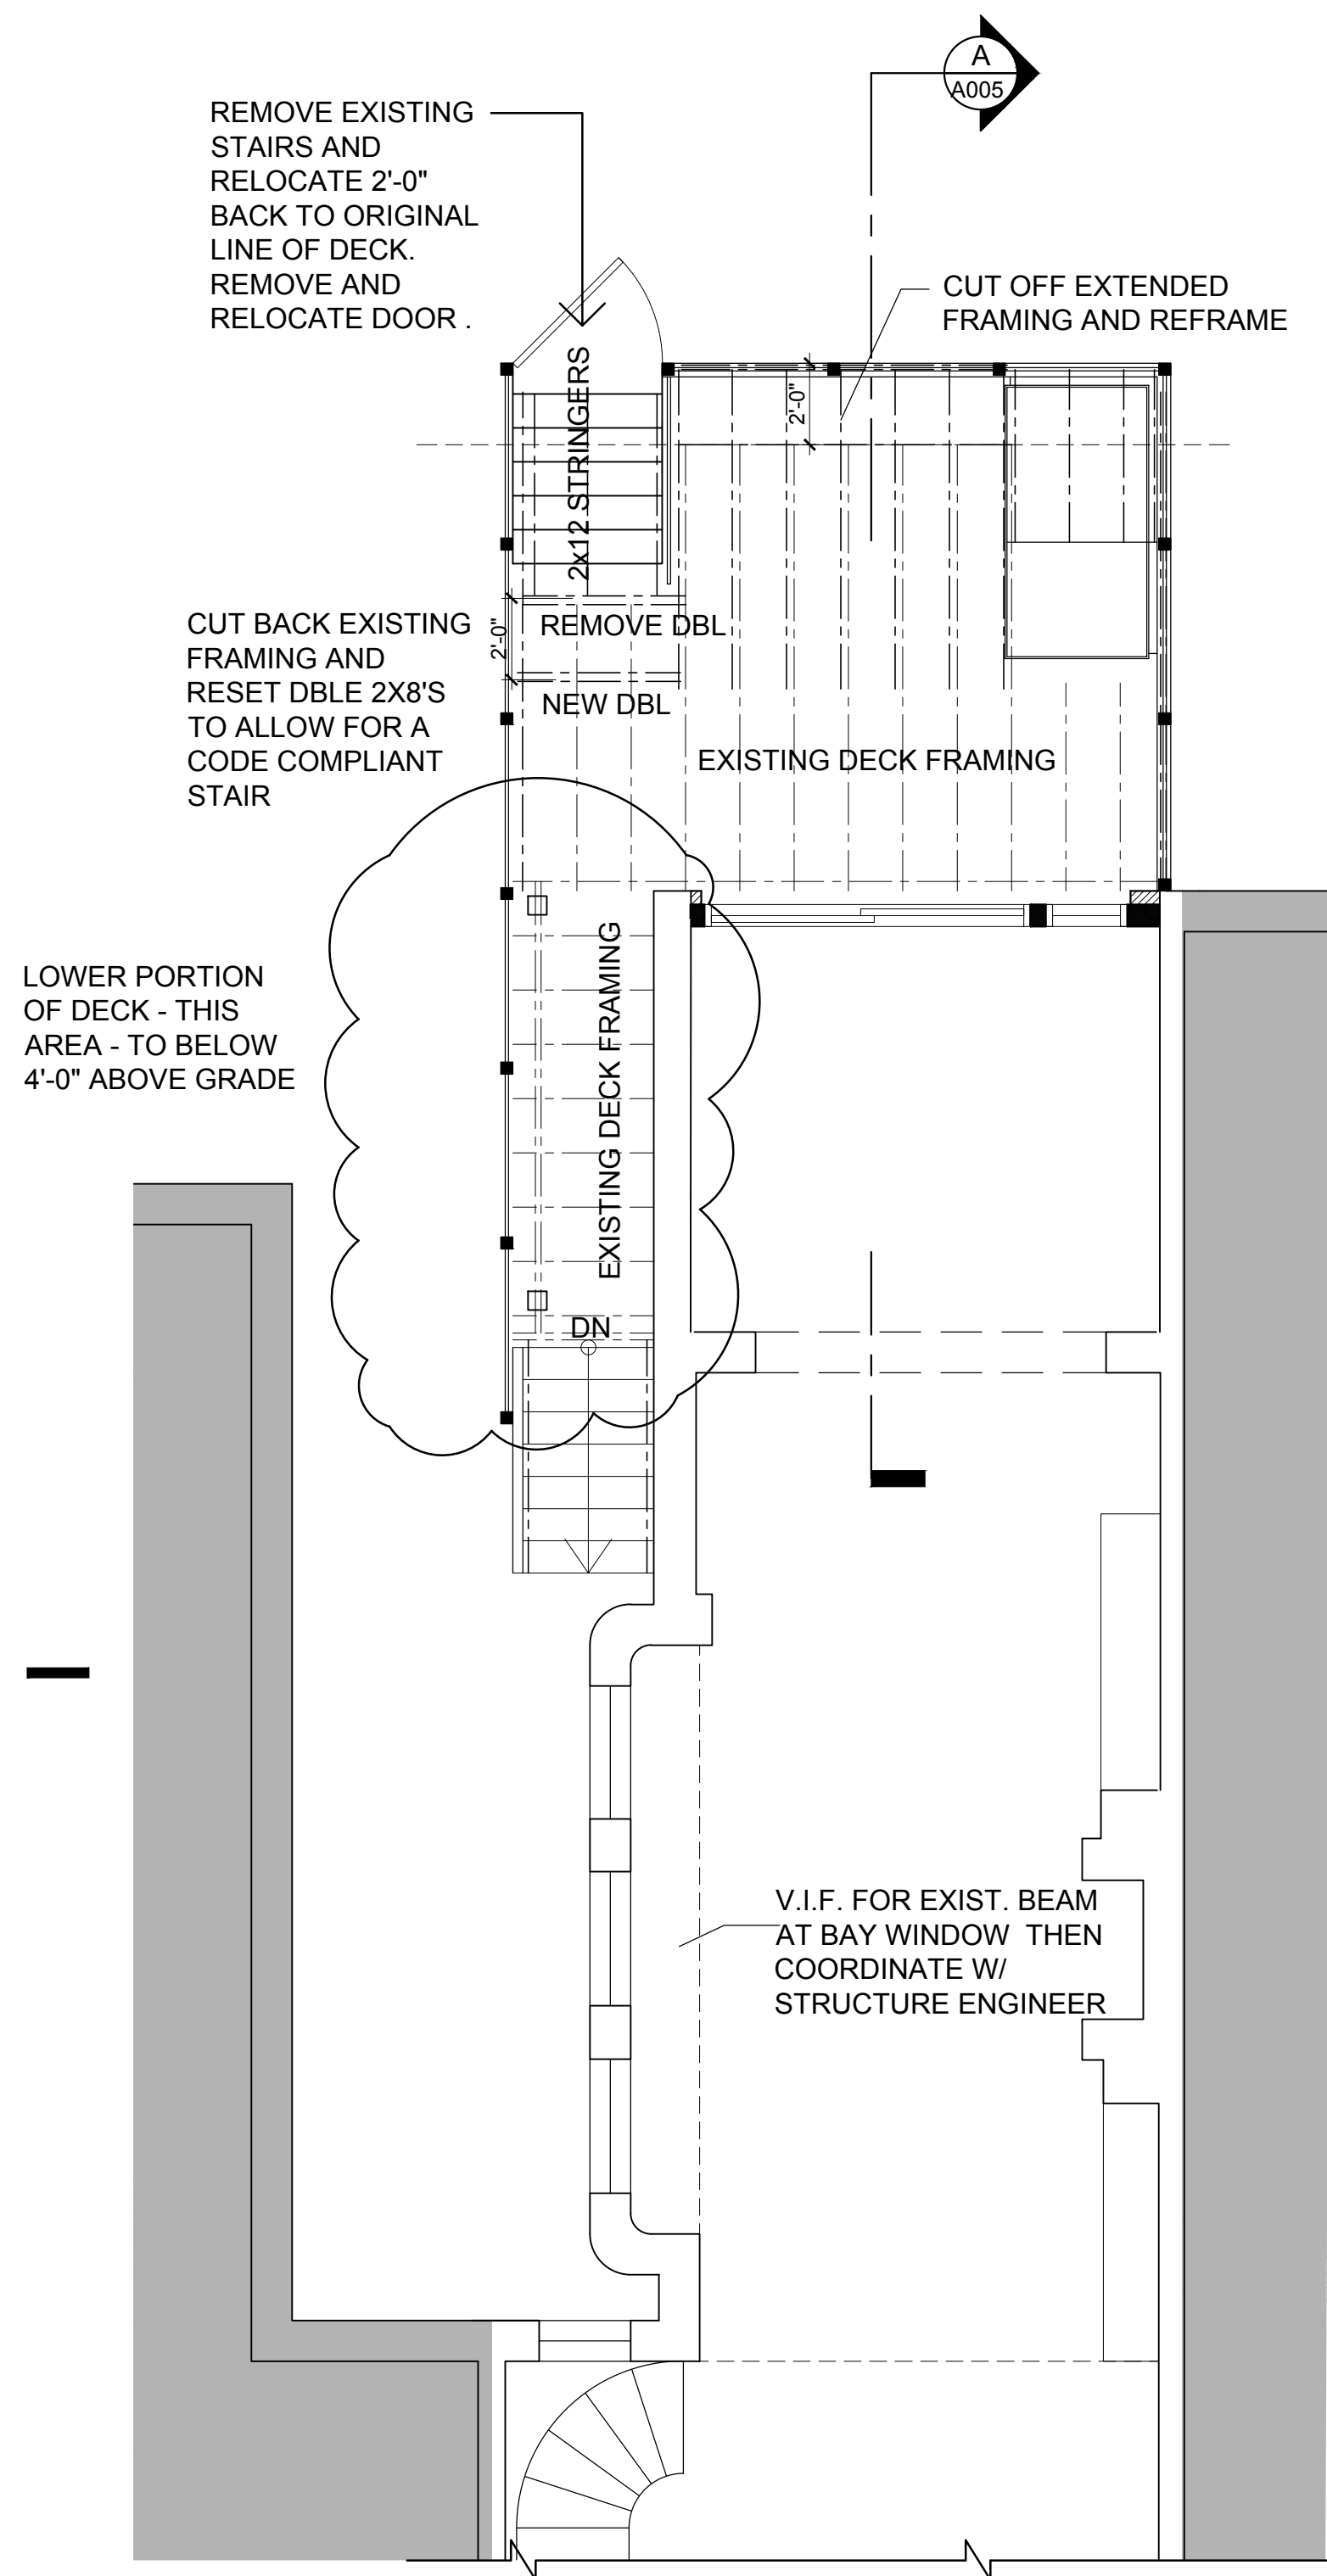 A
A005
REMOVE EXISTING
STAIRS AND
RELOCATE 2'-0"
BACK TO ORIGINAL
LINE OF DECK.
REMOVE AND
RELOCATE DOOR .
CUT OFF EXTENDED
FRAMING AND REFRAME
2x12 STRINGERS
2'-0"
CUT BACK EXISTING
FRAMING AND
RESET DBLE 2X8'S
TO ALLOW FOR A
CODE COMPLIANT
STAIR
2'-0"
REMOVE DBL
NEW DBL
EXISTING DECK FRAMING
LOWER PORTION
OF DECK - THIS
AREA - TO BELOW
4'-0" ABOVE GRADE
EXISTING DECK FRAMING
DN
V.I.F. FOR EXIST. BEAM
AT BAY WINDOW THEN
COORDINATE W/
STRUCTURE ENGINEER